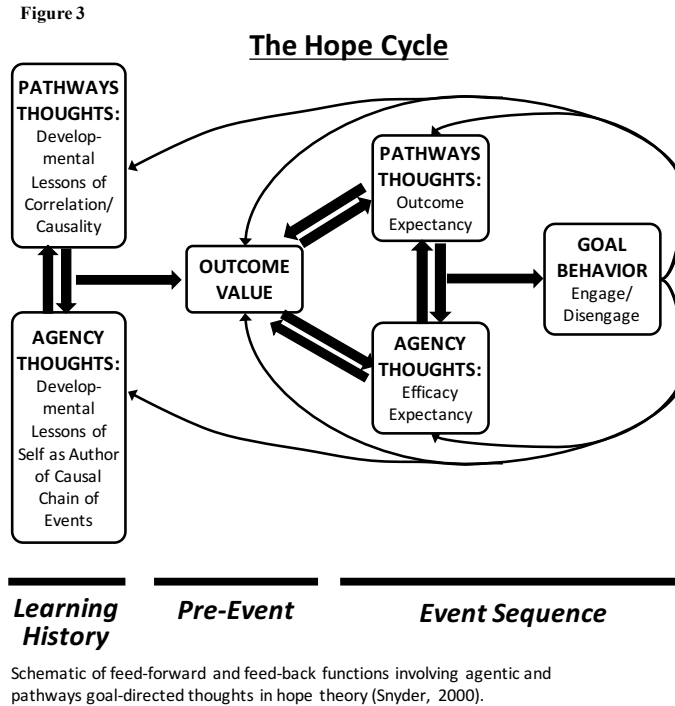 Figure 3
The Hope Cycle
PATHWAYS
THOUGHTS:
Develop-
mental
Lessons of
Correlation/
Causality
AGENCY
THOUGHTS:
Develop-
mental
Lessons of
Self as Author
of Causal
Chain of
Events
OUTCOME
VALUE
PATHWAYS
THOUGHTS:
Outcome
Expectancy
AGENCY
THOUGHTS:
Efficacy
Expectancy
GOAL
BEHAVIOR
Engage/
Disengage
Learning
History
Pre-Event
Event Sequence
Schematic of feed-forward and feed-back functions involving agentic and
pathways goal-directed thoughts in hope theory (Snyder, 2000).